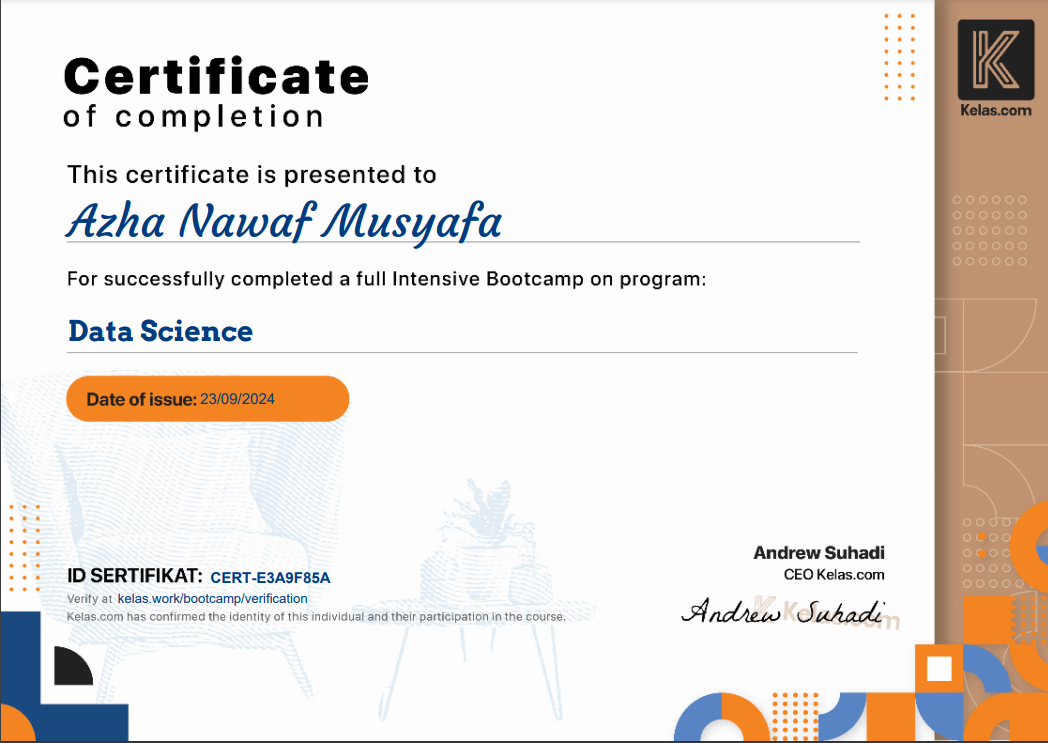 Certificate
of completion
K
Kelas.com
This certificate is presented to
Azha Nawaf Musyafa
For successfully completed a full Intensive Bootcamp on program:
Data Science
Date of issue: 23/09/2024
Andrew Suhadi
CEO Kelas.com
Andrew Suhadi
Kelas.com
ID SERTIFIKAT: CERT-E3A9F85A
Verify at kelas.work/bootcamp/verification
Kelas.com has confirmed the identity of this individual and their participation in the course.